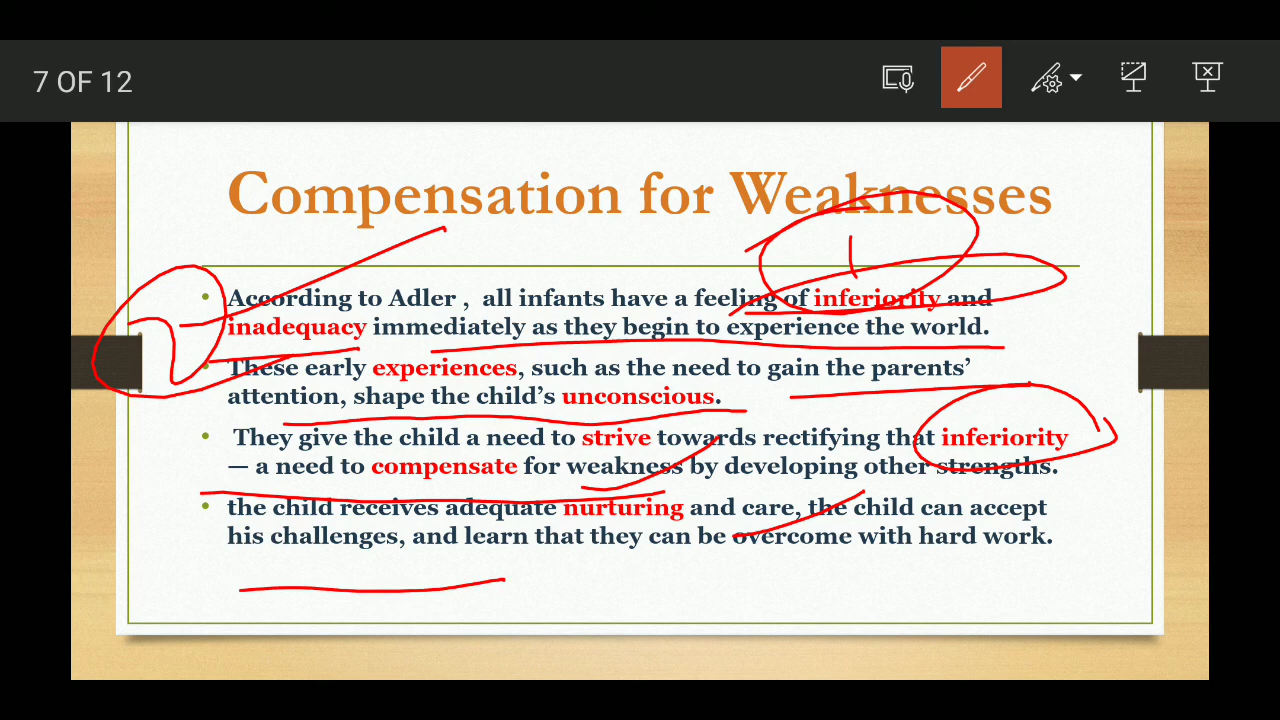 7 OF 12
Compensation for Weaknesses
• According to Adler , all infants have a feeling of inferiority and
inadequacy immediately as they begin to experience the world.
• These early experiences, such as the need to gain the parents’
attention, shape the child’s unconscious.
• They give the child a need to strive towards rectifying that inferiority
— a need to compensate for weakness by developing other strengths.
• the child receives adequate nurturing and care, the child can accept
his challenges, and learn that they can be overcome with hard work.